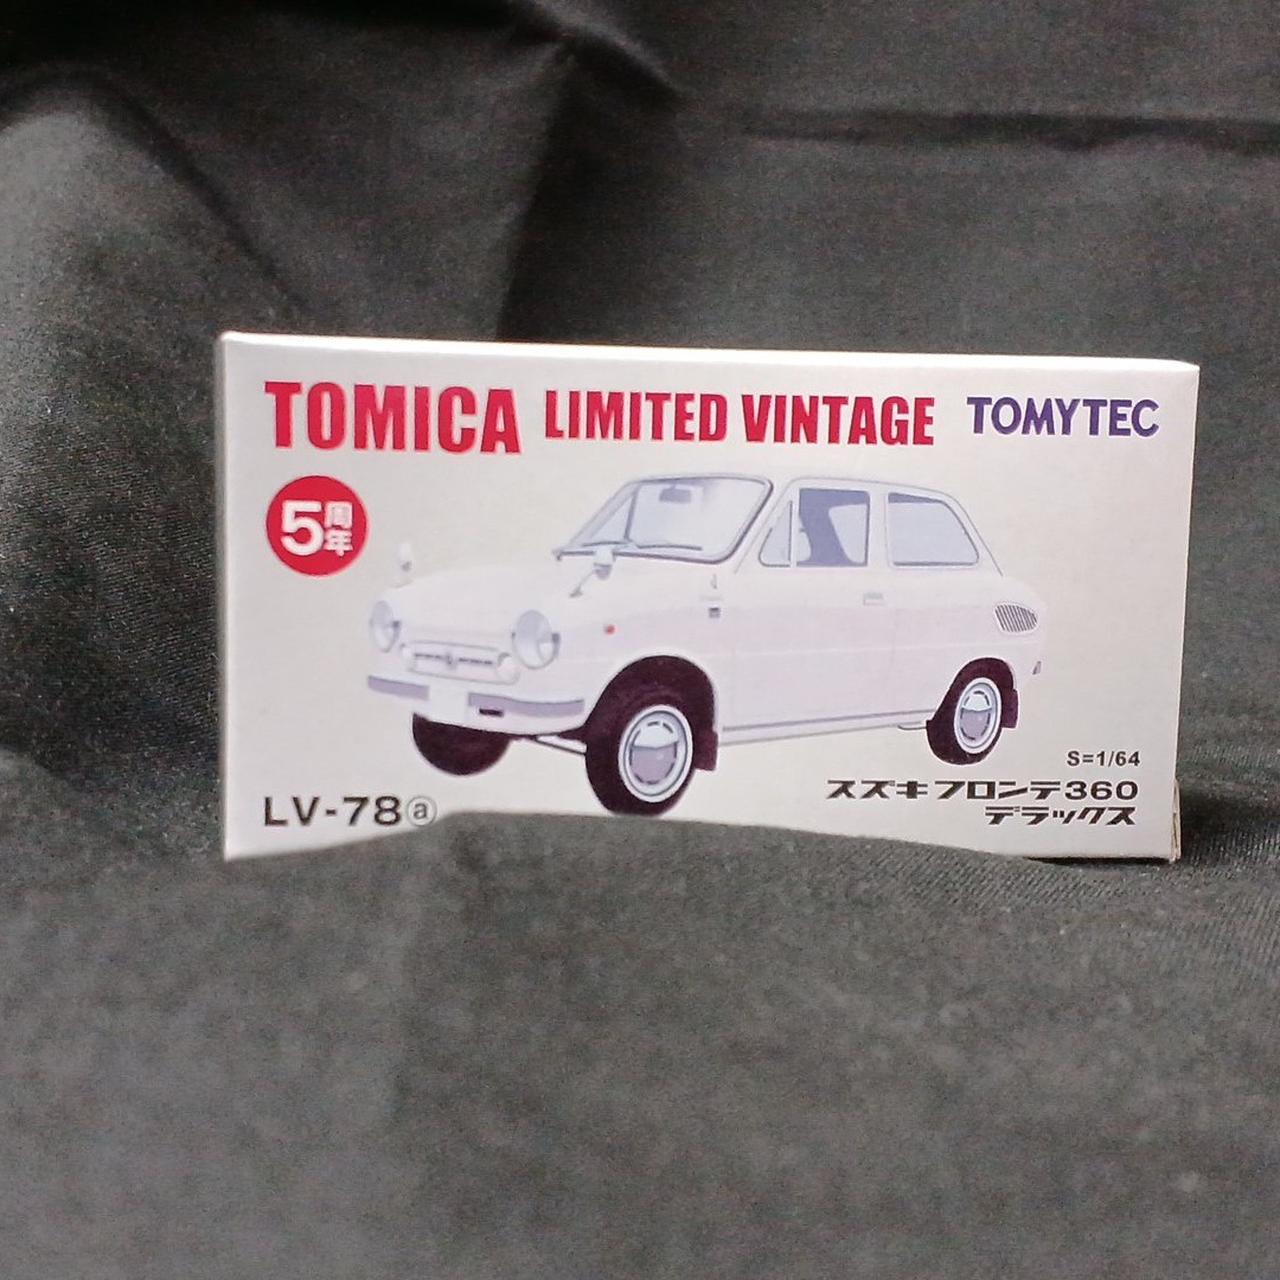 TOMICA LIMITED VINTAGE TOMYTEC
5周年
S=1/64
LV-78ⓐ
スズキ フロンテ360
デラックス